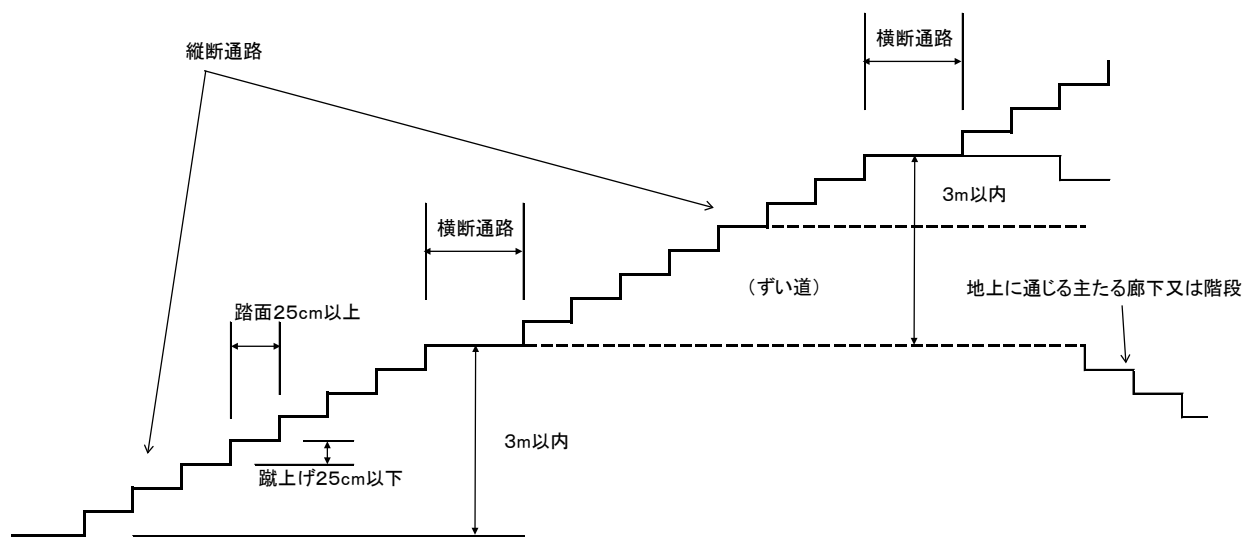 横断通路
縦断通路
3m以内
横断通路
(ずい道)
地上に通じる主たる廊下又は階段
踏面25cm以上
3m以内
蹴上げ25cm以下